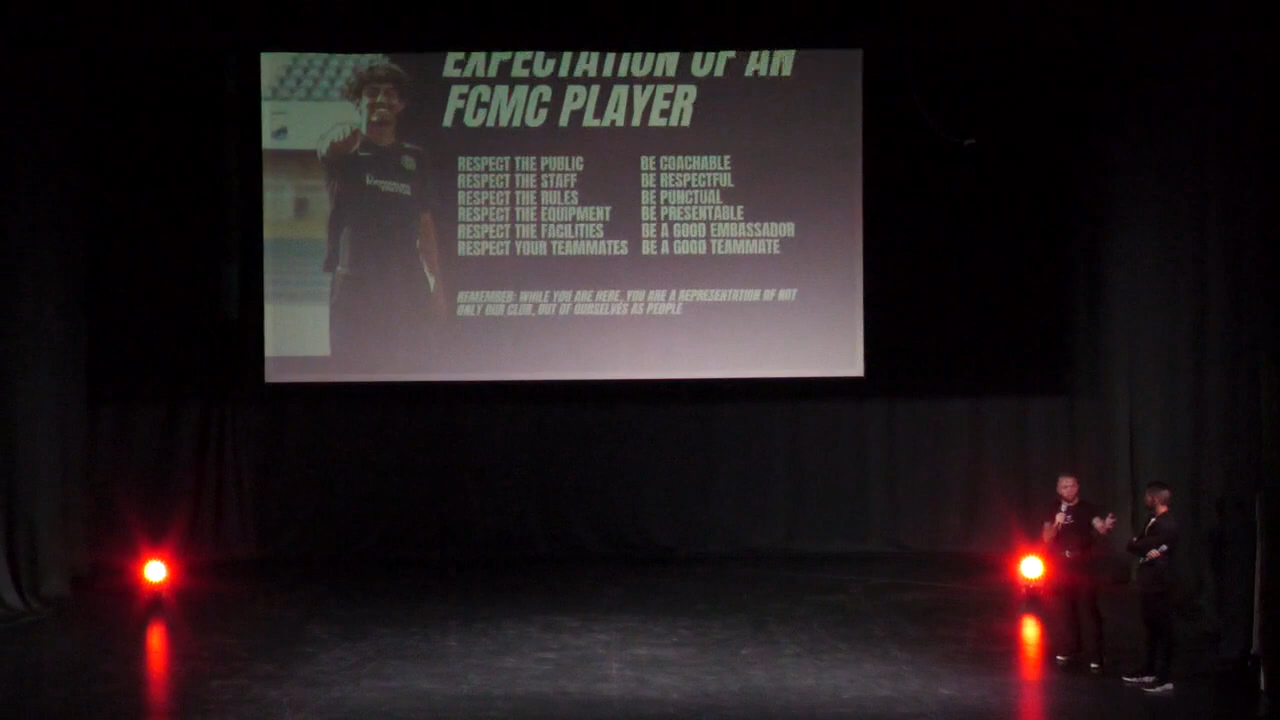 EXPECTATION OF AN
FCMC PLAYER
RESPECT THE PUBLIC
RESPECT THE STAFF
RESPECT THE RULES
RESPECT THE EQUIPMENT
RESPECT THE FACILITIES
RESPECT YOUR TEAMMATES
BE COACHABLE
BE RESPECTFUL
BE PUNCTUAL
BE PRESENTABLE
BE A GOOD EMBASSADOR
BE A GOOD TEAMMATE
REMEMBER: WHILE YOU ARE HERE, YOU ARE A REPRESENTATION OF NOT
ONLY OUR CLUB, BUT OF OURSELVES AS PEOPLE